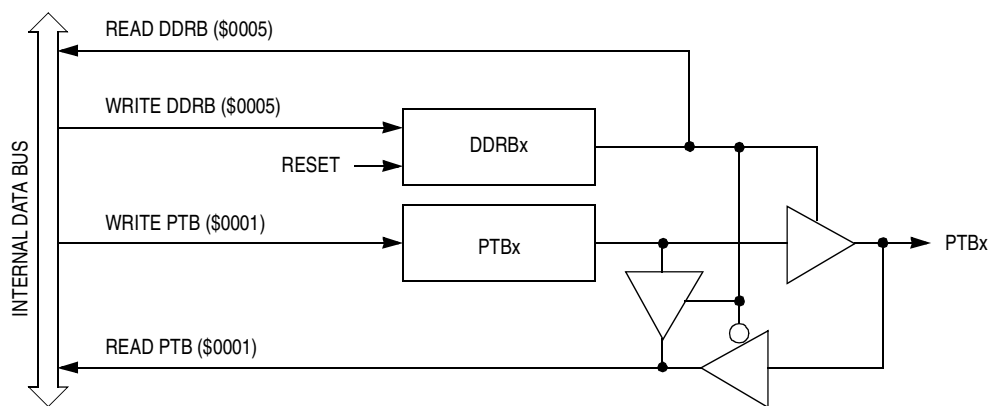 READ DDRB ($0005)
WRITE DDRB ($0005)
DDRBx
RESET
INTERNAL DATA BUS
WRITE PTB ($0001)
PTBx
PTBx
READ PTB ($0001)